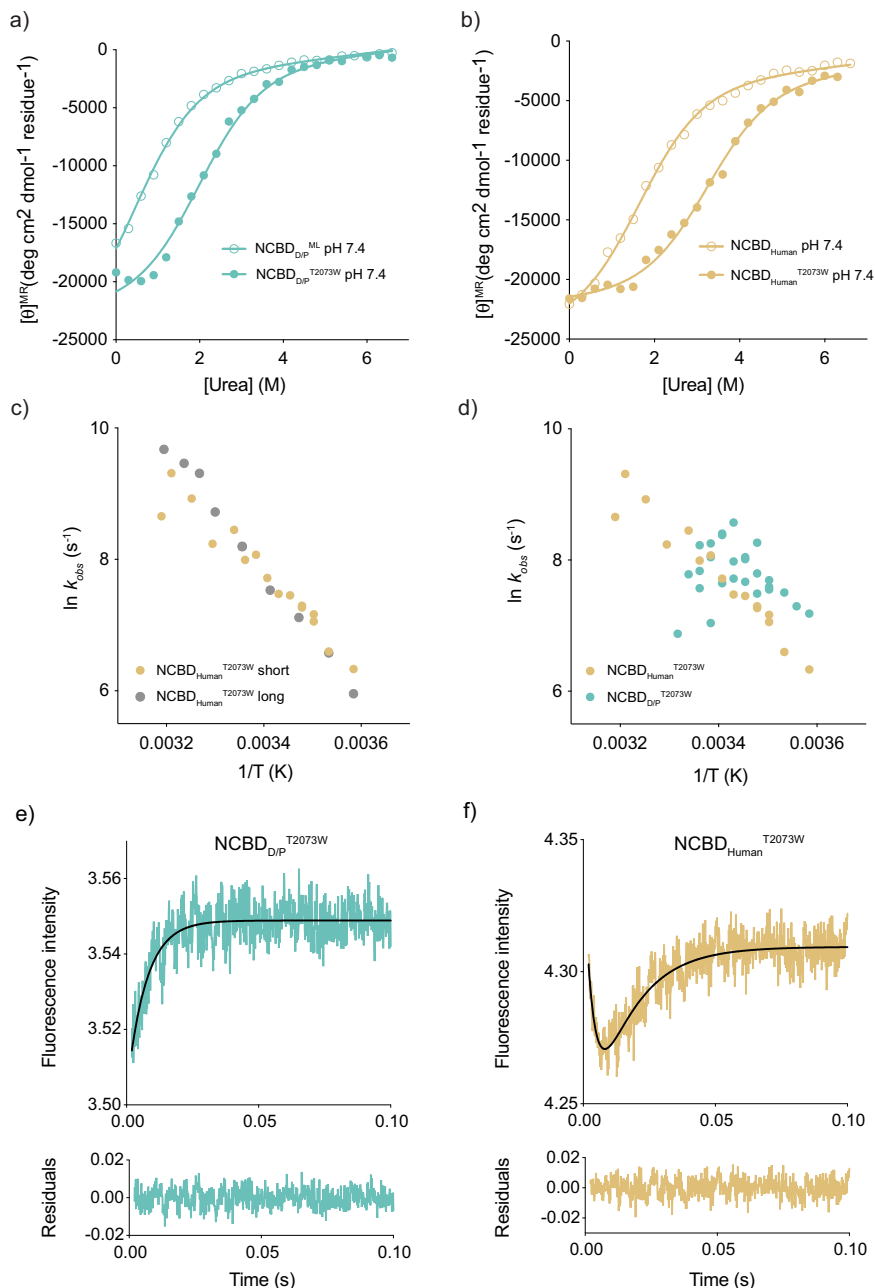 a)
0
-5000
-10000
-15000
-20000
-25000
[θ]MR(deg cm2 dmol-1 residue-1)
NCBDD/PML pH 7.4
NCBDD/PT2073W pH 7.4
0 2 4 6
[Urea] (M)
b)
0
-5000
-10000
-15000
-20000
-25000
[θ]MR(deg cm2 dmol-1 residue-1)
NCBDHuman pH 7.4
NCBDHumanT2073W pH 7.4
0 2 4 6
[Urea] (M)
c)
10
8
6
ln kobs (s-1)
NCBDHumanT2073W short
NCBDHumanT2073W long
0.0032 0.0034 0.0036
1/T (K)
d)
10
8
6
ln kobs (s-1)
NCBDHumanT2073W
NCBDD/PT2073W
0.0032 0.0034 0.0036
1/T (K)
e)
NCBDD/PT2073W
3.56
3.54
3.52
3.50
Fluorescence intensity
0.00 0.05 0.10
0.02
0.00
-0.02
Residuals
0.00 0.05 0.10
Time (s)
f)
NCBDHumanT2073W
4.35
4.30
4.25
Fluorescence intensity
0.00 0.05 0.10
0.02
0.00
-0.02
Residuals
0.00 0.05 0.10
Time (s)